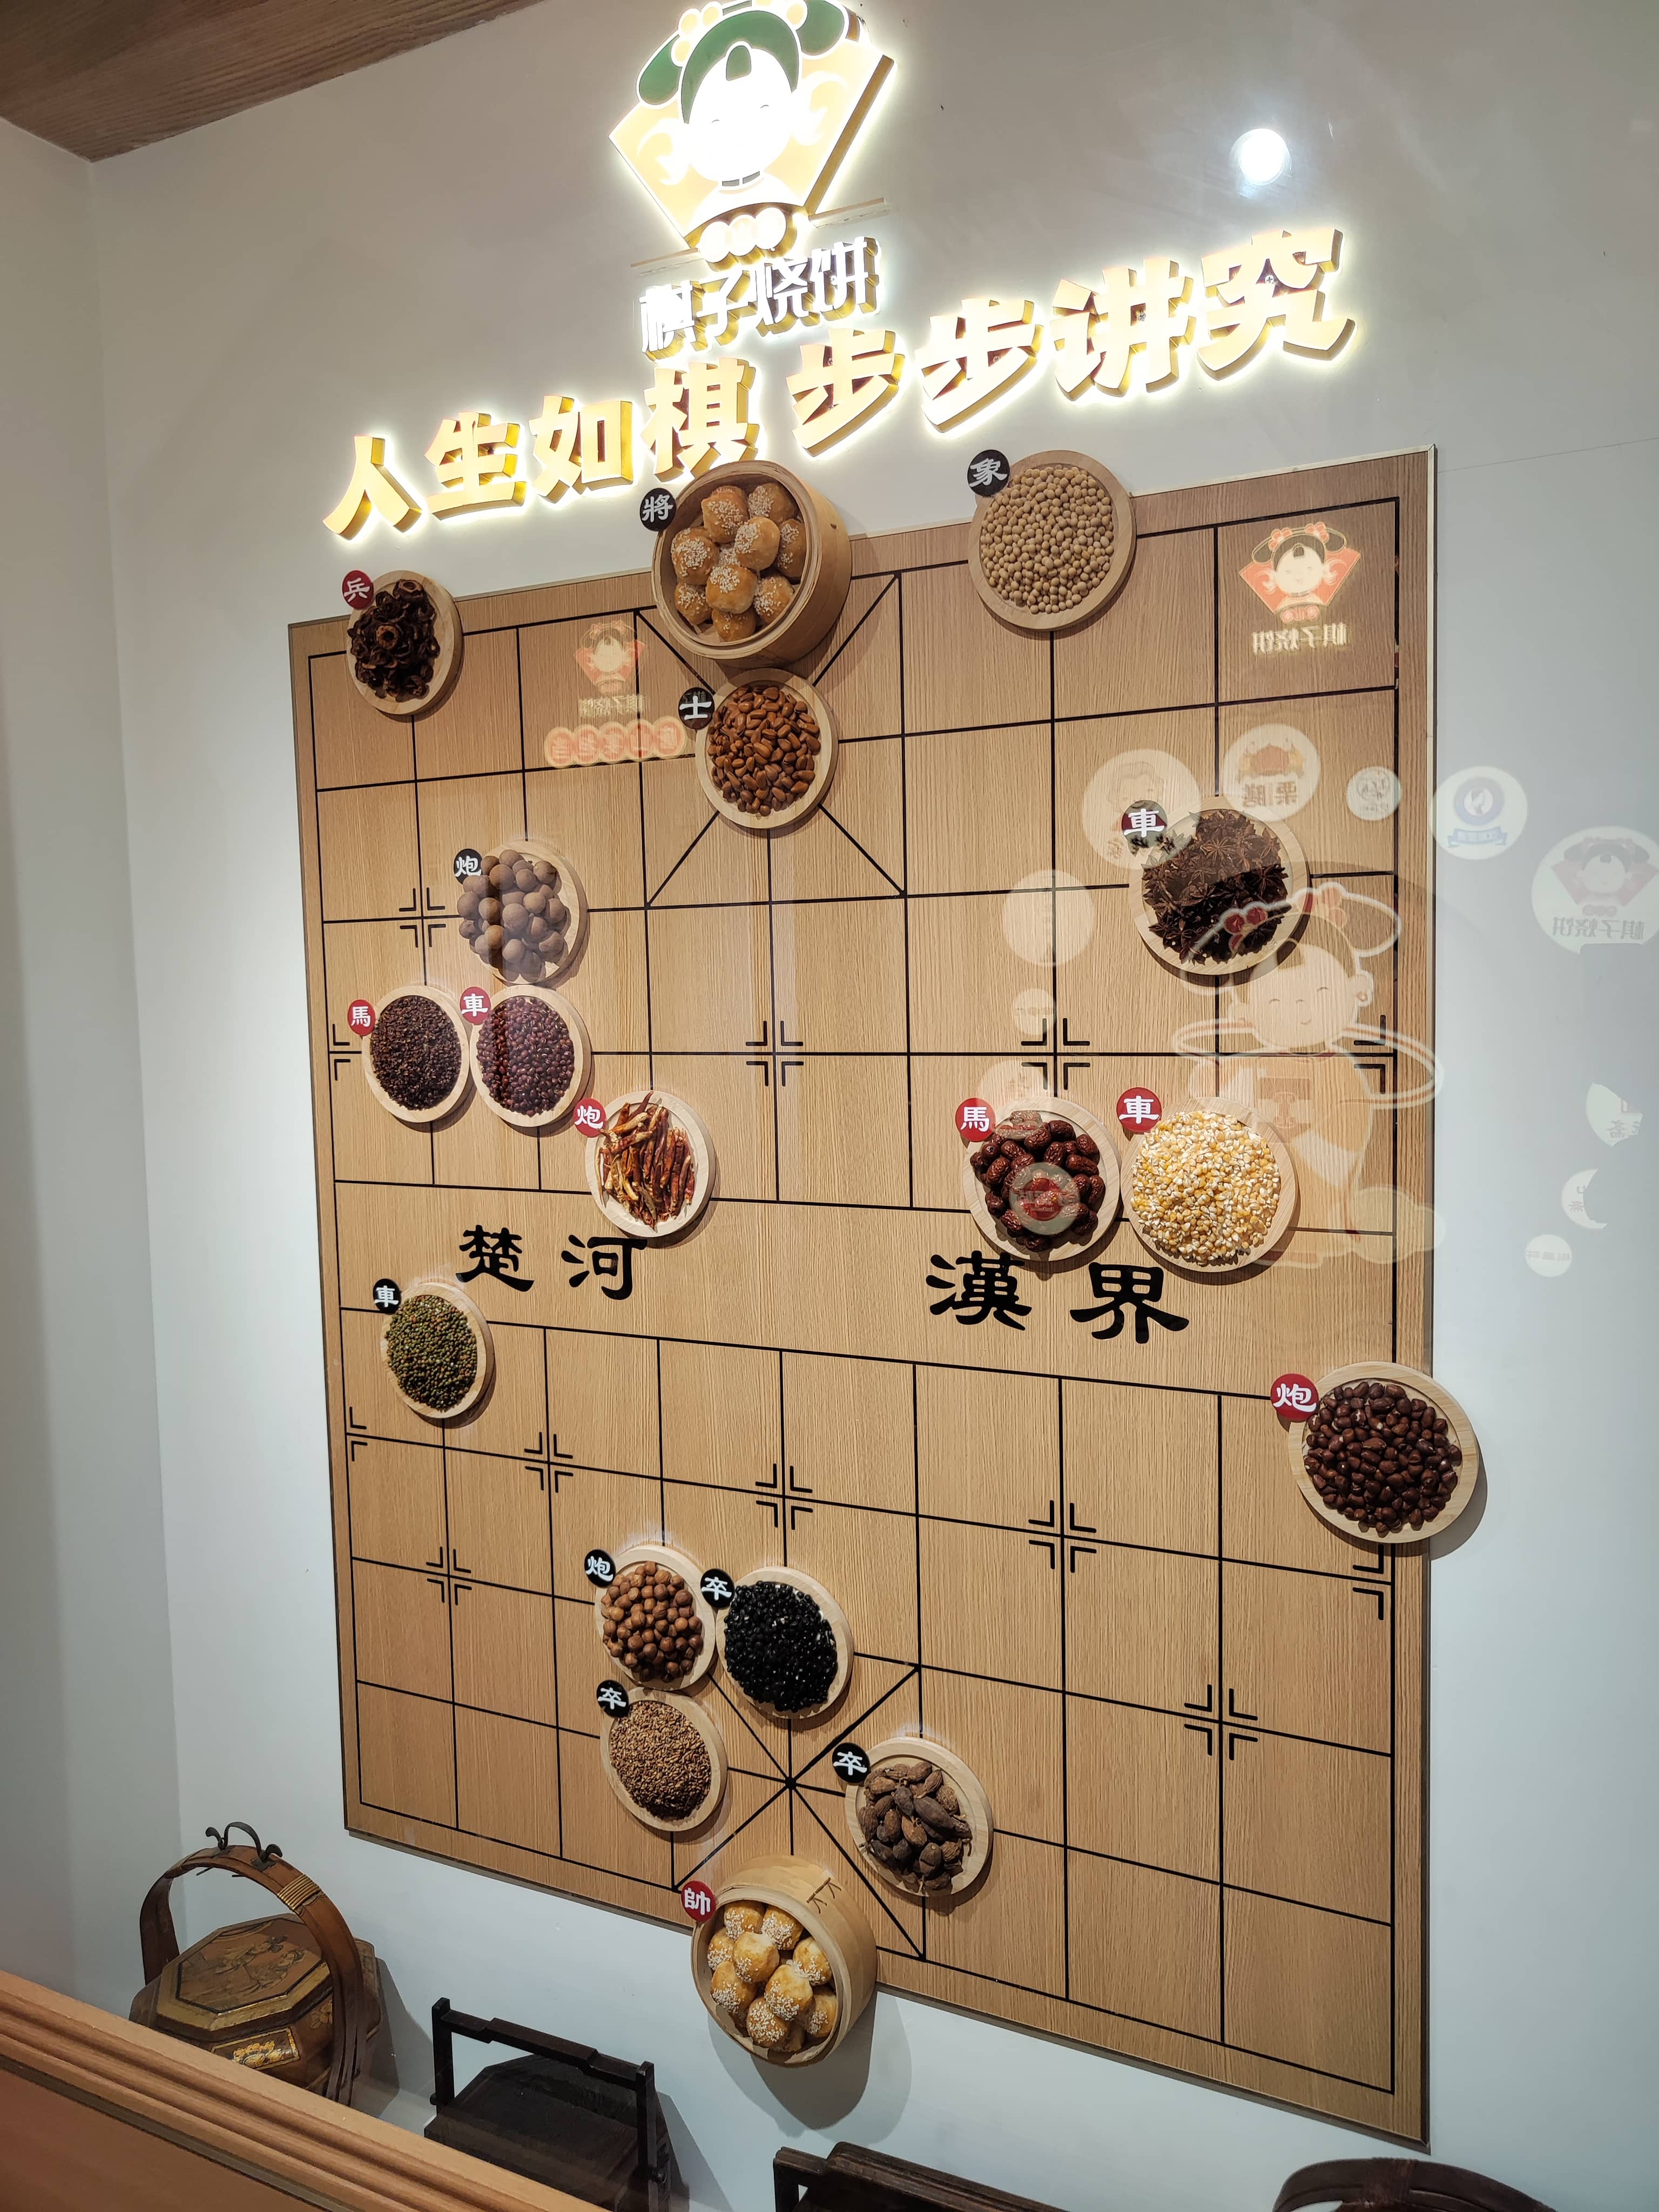 棋子烧饼
人生如棋 步步讲究
將
象
兵
士
車
炮
馬
車
炮
馬
車
楚河
漢界
車
炮
炮
卒
卒
卒
帥